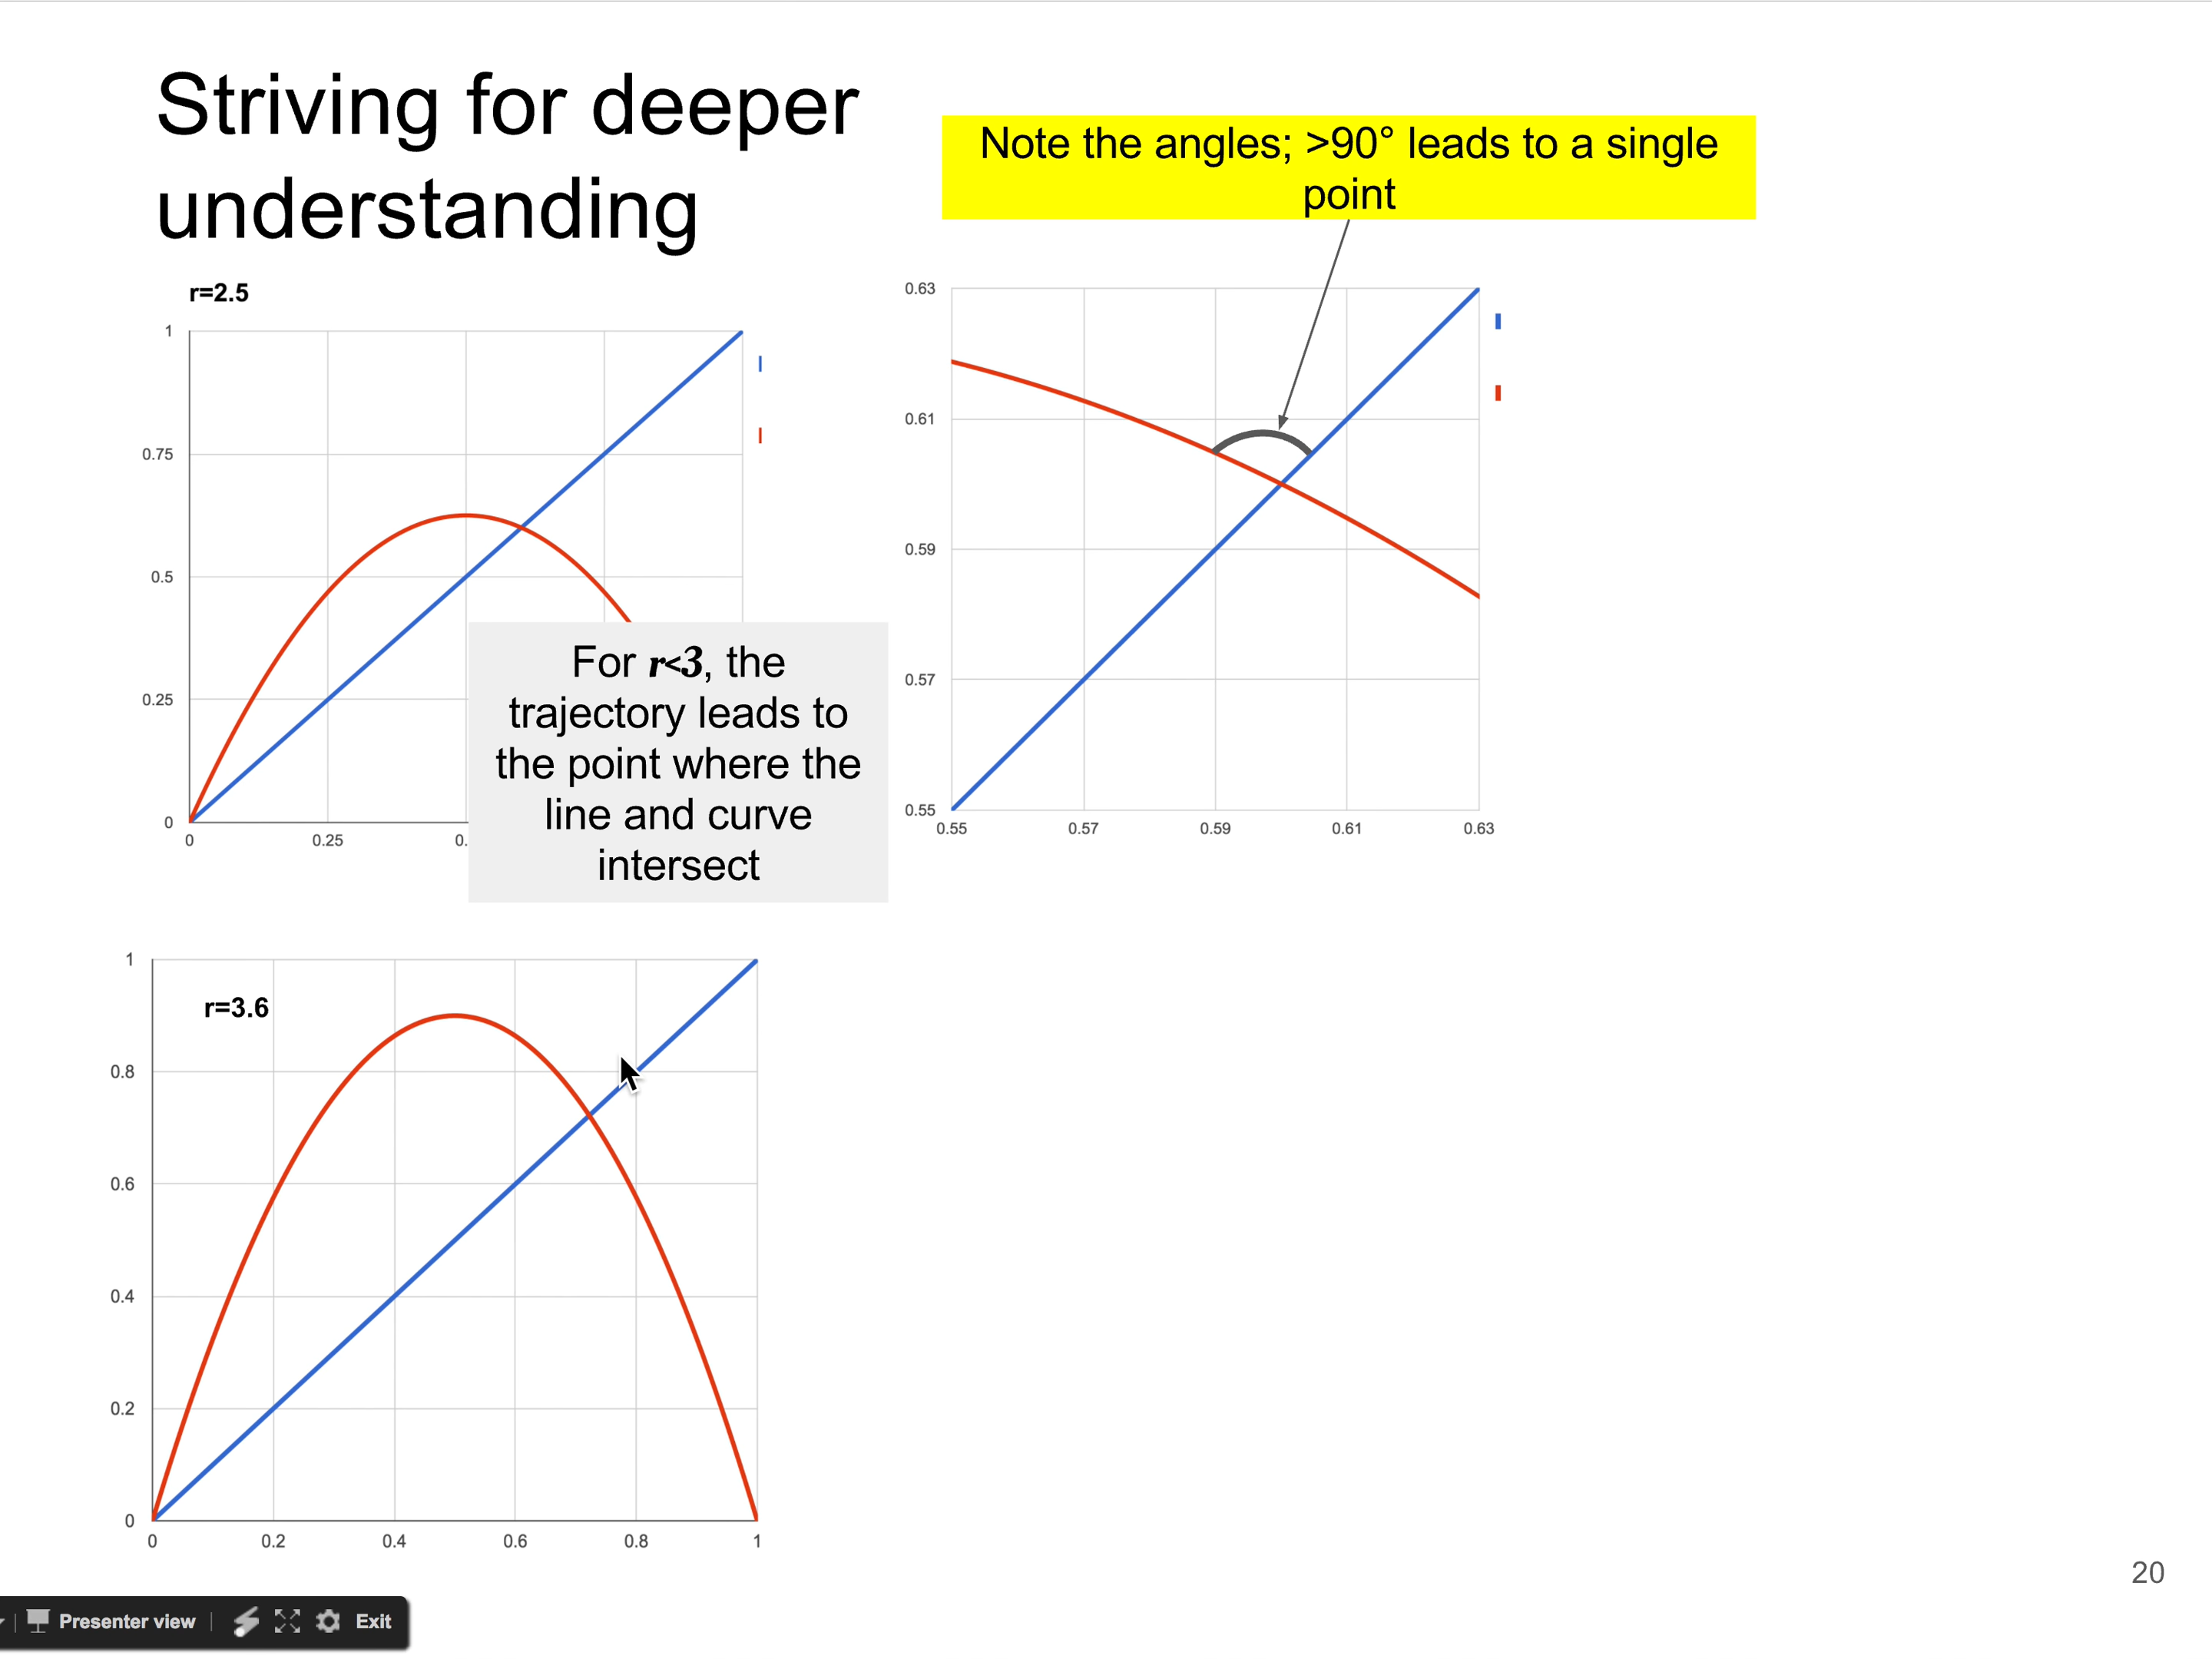 Striving for deeper
understanding
Note the angles; >90° leads to a single
point
r=2.5
1
0.75
0.5
0.25
0
0
0.25
0.
For r<3, the
trajectory leads to
the point where the
line and curve
intersect
0.63
0.61
0.59
0.57
0.55
0.55
0.57
0.59
0.61
0.63
r=3.6
1
0.8
0.6
0.4
0.2
0
0
0.2
0.4
0.6
0.8
1
20
Presenter view
Exit